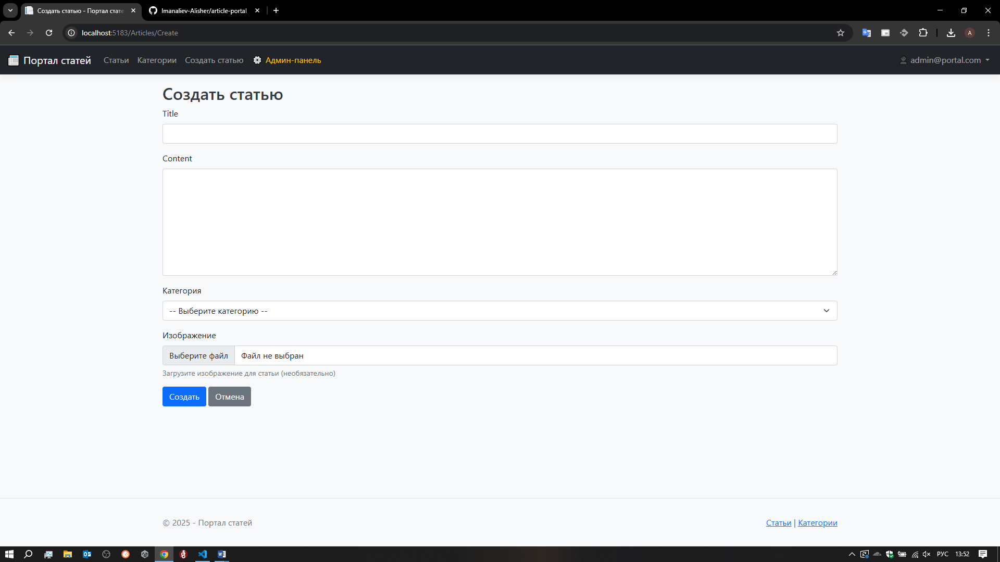 Создать статью - Портал стате
Imanaliev-Alisher/article-portal
localhost:5183/Articles/Create
A
Портал статей
Статьи
Категории
Создать статью
Админ-панель
admin@portal.com
Создать статью
Title
Content
Категория
-- Выберите категорию --
Изображение
Выберите файл
Файл не выбран
Загрузите изображение для статьи (необязательно)
Создать
Отмена
© 2025 - Портал статей
Статьи | Категории
РУС
13:52